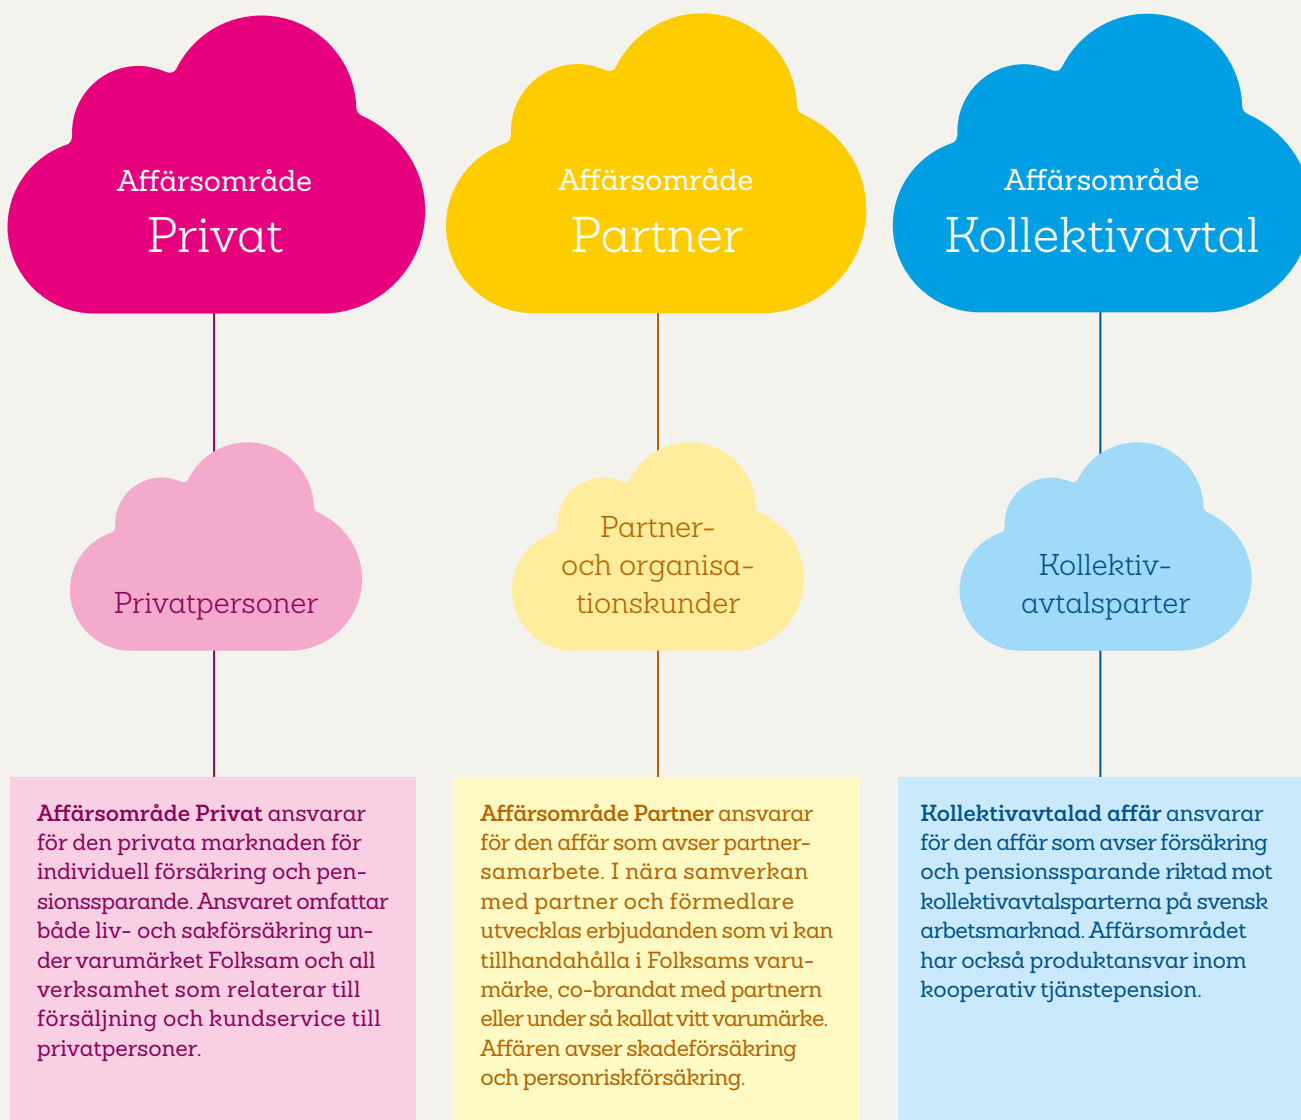 Affärsområde
Privat
Affärsområde
Partner
Affärsområde
Kollektivavtal
Privatpersoner
Partner-
och organisa-
tionskunder
Kollektiv-
avtalsparter
Affärsområde Privat ansvarar
för den privata marknaden för
individuell försäkring och pen-
sionssparande. Ansvaret omfattar
både liv- och sakförsäkring un-
der varumärket Folksam och all
verksamhet som relaterar till
försäljning och kundservice till
privatpersoner.
Affärsområde Partner ansvarar
för den affär som avser partner-
samarbete. I nära samverkan
med partner och förmedlare
utvecklas erbjudanden som vi kan
tillhandahålla i Folksams varu-
märke, co-brandat med partnern
eller under så kallat vitt varumärke.
Affären avser skadeförsäkring
och personriskförsäkring.
Kollektivavtalad affär ansvarar
för den affär som avser försäkring
och pensionssparande riktad mot
kollektivavtalsparterna på svensk
arbetsmarknad. Affärsområdet
har också produktansvar inom
kooperativ tjänstepension.